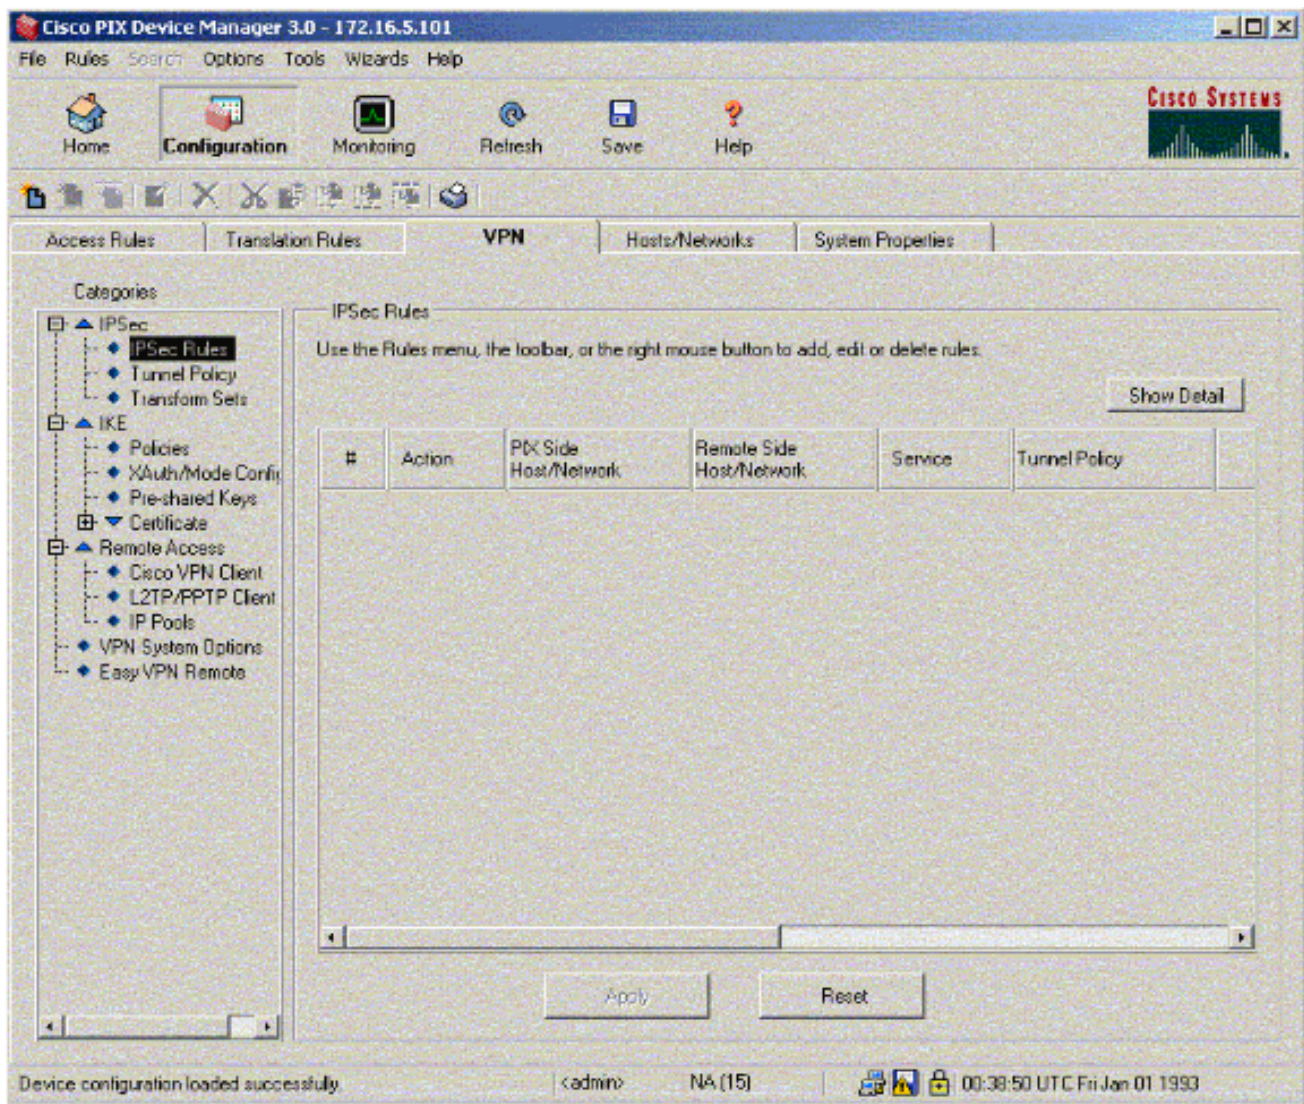 Cisco PIX Device Manager 3.0 - 172.16.5.101
File Rules Search Options Tools Wizards Help
Home Configuration Monitoring Refresh Save Help
CISCO SYSTEMS
Access Rules Translation Rules VPN Hosts/Networks System Properties
Categories
IPSec
IPSec Rules
Tunnel Policy
Transform Sets
IKE
Policies
XAuth/Mode Config
Pre-shared Keys
Certificate
Remote Access
Cisco VPN Client
L2TP/PPTP Client
IP Pools
VPN System Options
Easy VPN Remote
IPSec Rules
Use the Rules menu, the toolbar, or the right mouse button to add, edit or delete rules.
Show Detail
# Action PIX Side Host/Network Remote Side Host/Network Service Tunnel Policy
Apply Reset
Device configuration loaded successfully. <admin> NA (15) 00:38:50 UTC Fri Jan 01 1993